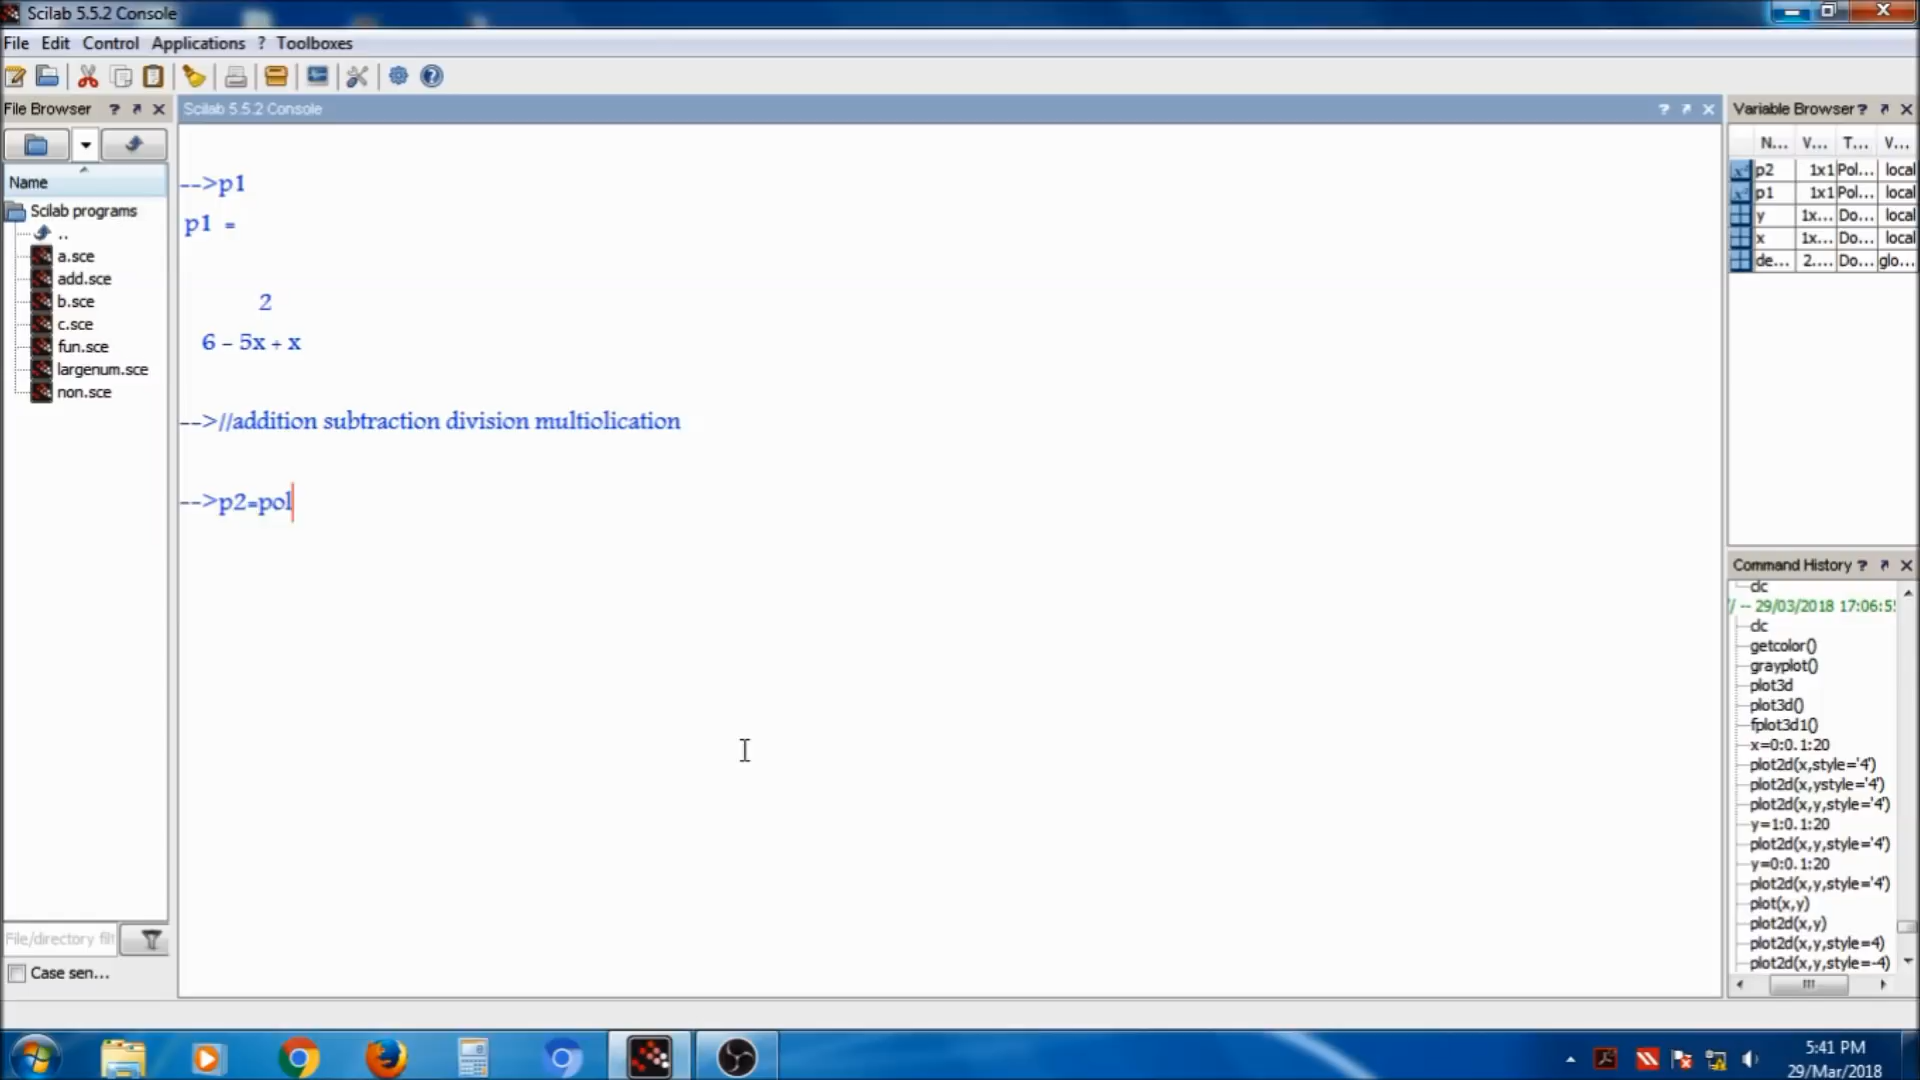 Scilab 5.5.2 Console
File Edit Control Applications ? Toolboxes
File Browser ?
Scilab 5.5.2 Console
?
Variable Browser ?
Name
Scilab programs
..
a.sce
add.sce
b.sce
c.sce
fun.sce
largenum.sce
non.sce
File/directory filt
Case sen...
-->p1
p1 =
2
6 - 5x + x
-->//addition subtraction division multiolication
-->p2=pol
N... V... T... V...
p2 1x1 Pol... local
p1 1x1 Pol... local
y 1x... Do... local
x 1x... Do... local
de... 2.... Do... glo...
Command History ?
clc
// -- 29/03/2018 17:06:5
clc
getcolor()
grayplot()
plot3d
plot3d()
fplot3d1()
x=0:0.1:20
plot2d(x,style='4')
plot2d(x,ystyle='4')
plot2d(x,y,style='4')
y=1:0.1:20
plot2d(x,y,style='4')
y=0:0.1:20
plot2d(x,y,style='4')
plot(x,y)
plot2d(x,y)
plot2d(x,y,style=4)
plot2d(x,y,style=-4)
5:41 PM
29/Mar/2018